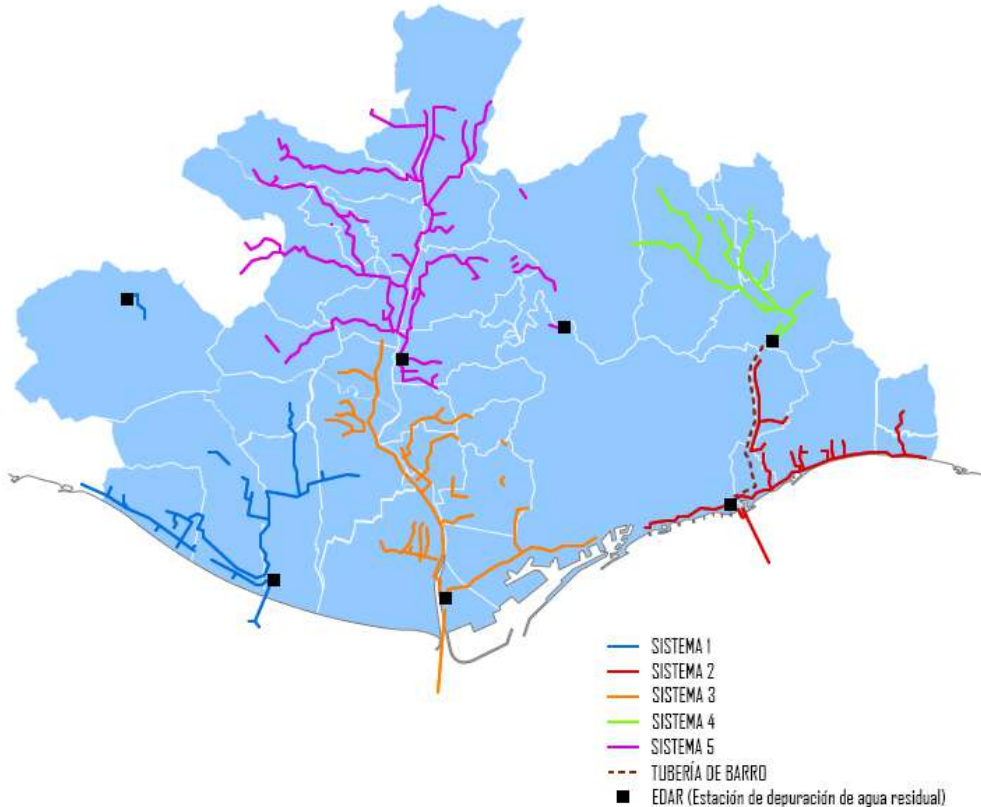 SISTEMA 1
SISTEMA 2
SISTEMA 3
SISTEMA 4
SISTEMA 5
TUBERÍA DE BARRO
EDAR (Estación de depuración de agua residual)